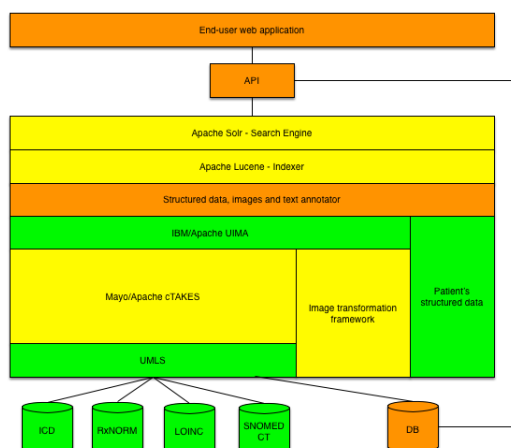 End-user web application
API
Apache Solr - Search Engine
Apache Lucene - Indexer
Structured data, images and text annotator
IBM/Apache UIMA
Mayo/Apache cTAKES
Image transformation
framework
Patient's
structured data
UMLS
ICD
RxNORM
LOINC
SNOMED
CT
DB